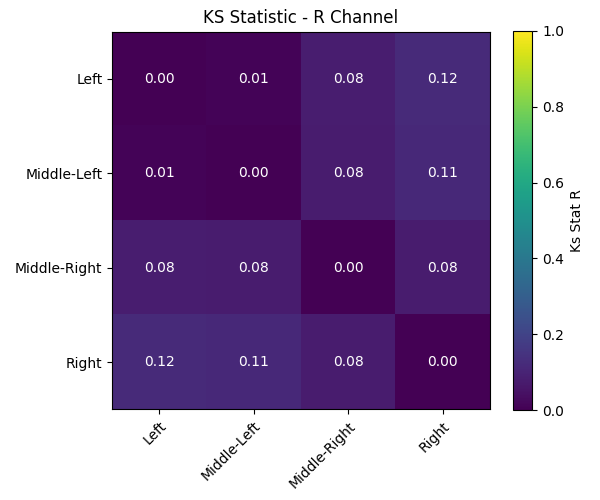 KS Statistic - R Channel
Left 0.00 0.01 0.08 0.12
Middle-Left 0.01 0.00 0.08 0.11
Middle-Right 0.08 0.08 0.00 0.08
Right 0.12 0.11 0.08 0.00
Left Middle-Left Middle-Right Right
1.0
0.8
0.6
0.4
0.2
0.0
Ks Stat R